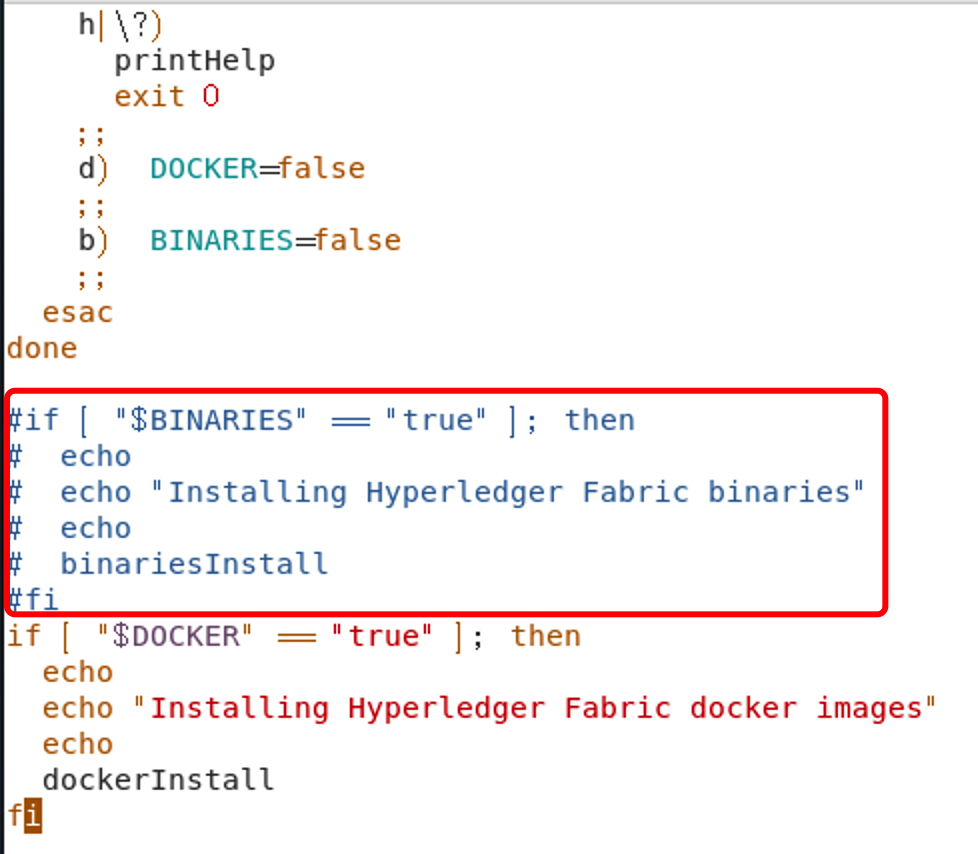 h|\?)
printHelp
exit 0
;;
d) DOCKER=false
;;
b) BINARIES=false
;;
esac
done
#if [ "$BINARIES" == "true" ]; then
# echo
# echo "Installing Hyperledger Fabric binaries"
# echo
# binariesInstall
#fi
if [ "$DOCKER" == "true" ]; then
echo
echo "Installing Hyperledger Fabric docker images"
echo
dockerInstall
fi